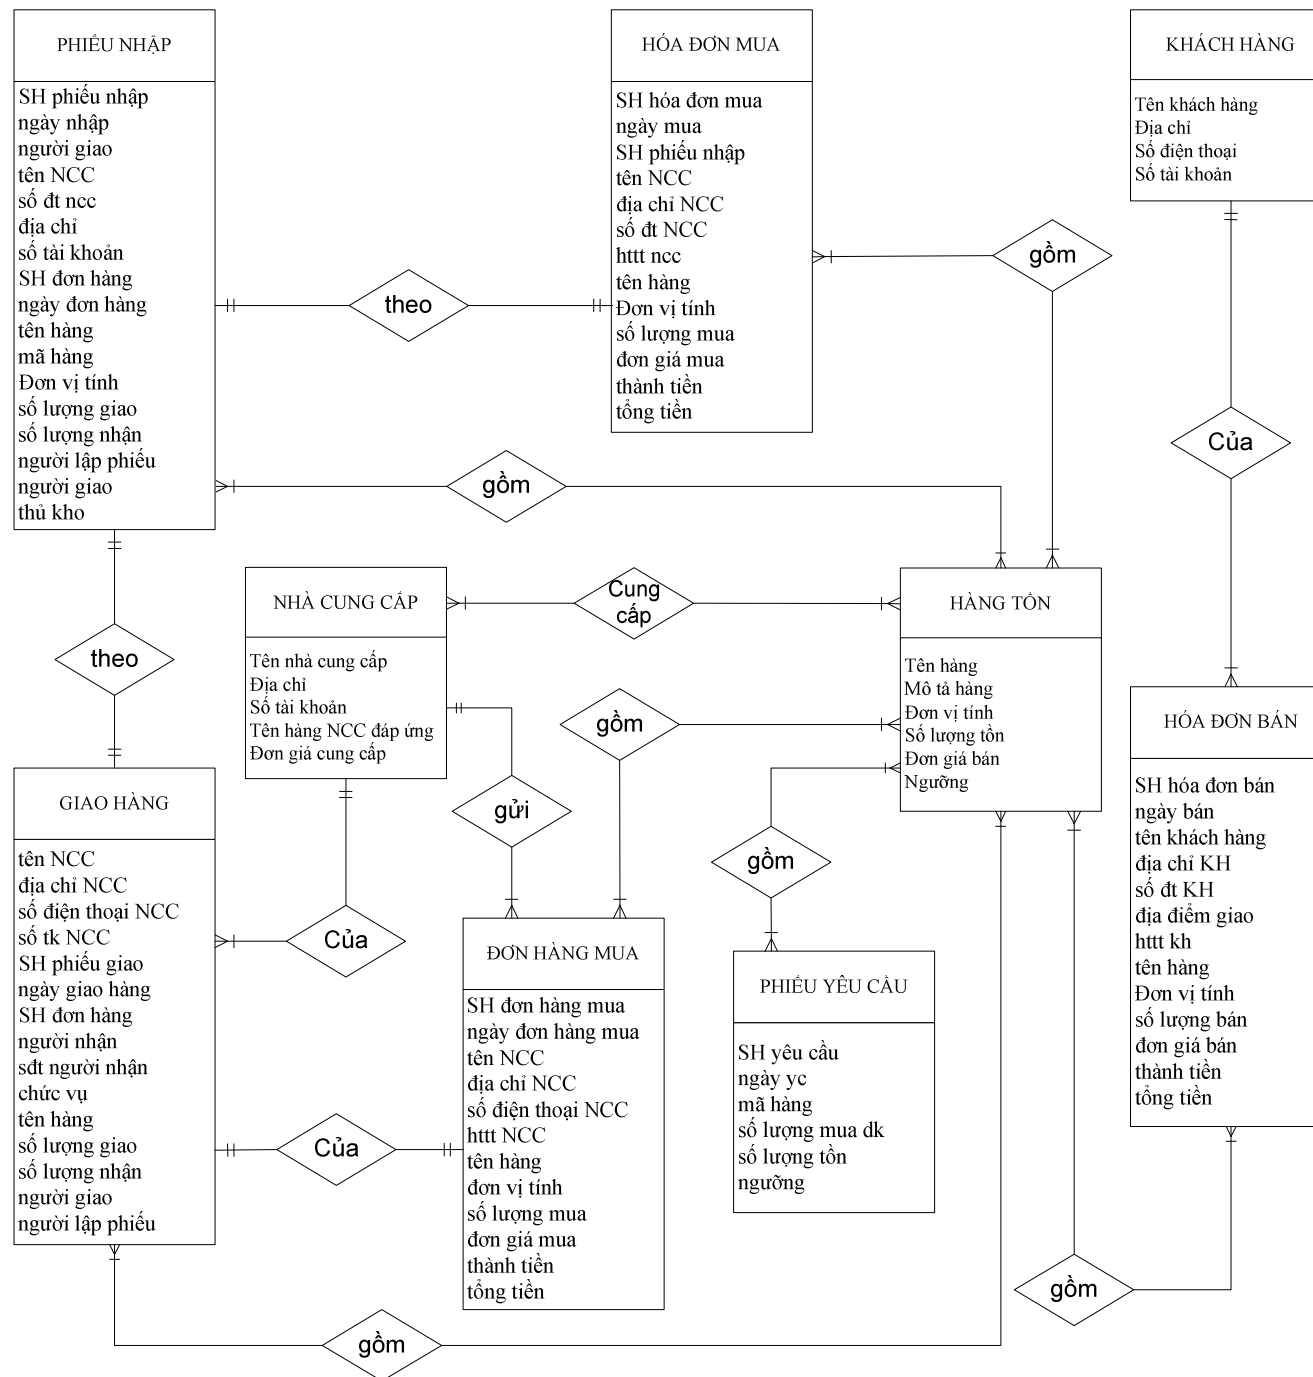 PHIẾU NHẬP
SH phiếu nhập
ngày nhập
người giao
tên NCC
số đt ncc
địa chỉ
số tài khoản
SH đơn hàng
ngày đơn hàng
tên hàng
mã hàng
Đơn vị tính
số lượng giao
số lượng nhận
người lập phiếu
người giao
thủ kho
theo
HÓA ĐƠN MUA
SH hóa đơn mua
ngày mua
SH phiếu nhập
tên NCC
địa chỉ NCC
số đt NCC
httt ncc
tên hàng
Đơn vị tính
số lượng mua
đơn giá mua
thành tiền
tổng tiền
gồm
KHÁCH HÀNG
Tên khách hàng
Địa chỉ
Số điện thoại
Số tài khoản
Của
gồm
theo
NHÀ CUNG CẤP
Tên nhà cung cấp
Địa chỉ
Số tài khoản
Tên hàng NCC đáp ứng
Đơn giá cung cấp
Cung
cấp
HÀNG TỒN
Tên hàng
Mô tả hàng
Đơn vị tính
Số lượng tồn
Đơn giá bán
Ngưỡng
gồm
gửi
gồm
HÓA ĐƠN BÁN
SH hóa đơn bán
ngày bán
tên khách hàng
địa chỉ KH
số đt KH
địa điểm giao
httt kh
tên hàng
Đơn vị tính
số lượng bán
đơn giá bán
thành tiền
tổng tiền
GIAO HÀNG
tên NCC
địa chỉ NCC
số điện thoại NCC
số tk NCC
SH phiếu giao
ngày giao hàng
SH đơn hàng
người nhận
sđt người nhận
chức vụ
tên hàng
số lượng giao
số lượng nhận
người giao
người lập phiếu
Của
Của
ĐƠN HÀNG MUA
SH đơn hàng mua
ngày đơn hàng mua
tên NCC
địa chỉ NCC
số điện thoại NCC
httt NCC
tên hàng
đơn vị tính
số lượng mua
đơn giá mua
thành tiền
tổng tiền
PHIẾU YÊU CẦU
SH yêu cầu
ngày yc
mã hàng
số lượng mua dk
số lượng tồn
ngưỡng
gồm
gồm